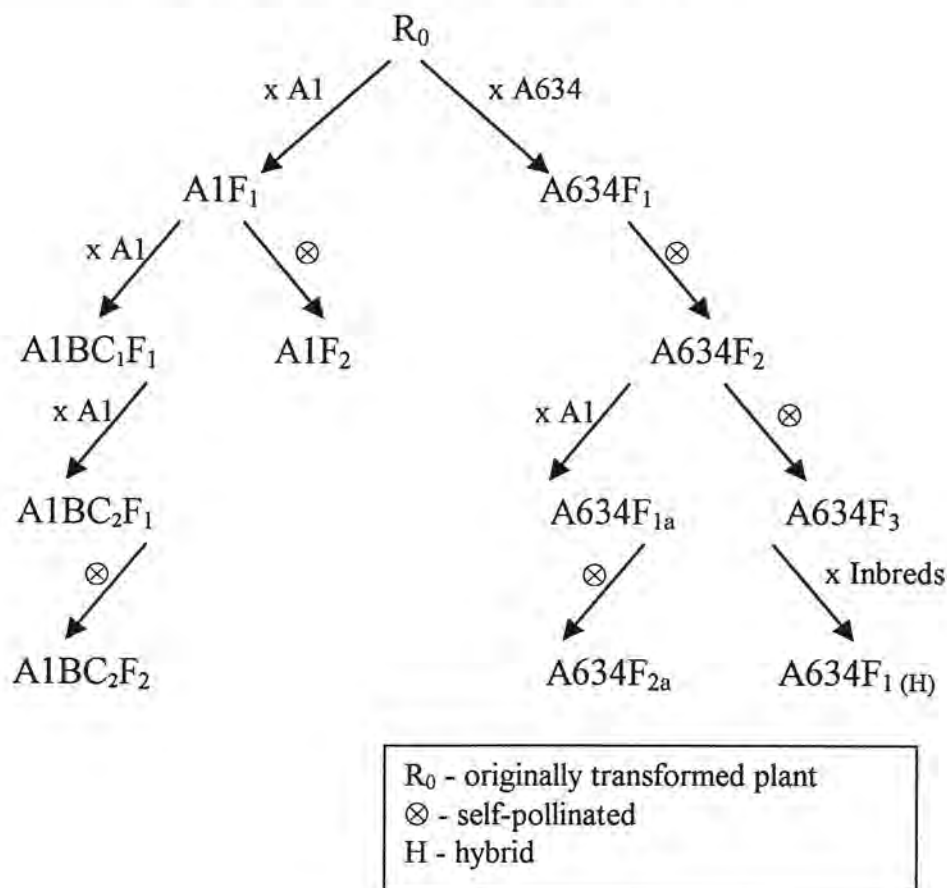 R₀
x A1 x A634
A1F₁ A634F₁
x A1 ⊗ ⊗
A1BC₁F₁ A1F₂ A634F₂
x A1 x A1 ⊗
A1BC₂F₁ A634F₁ₐ A634F₃
⊗ ⊗ x Inbreds
A1BC₂F₂ A634F₂ₐ A634F₁ (H)
R₀ - originally transformed plant
⊗ - self-pollinated
H - hybrid